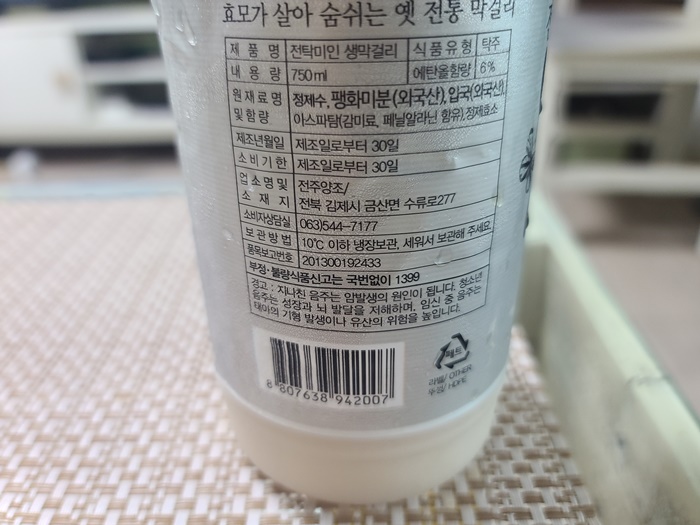 효모가 살아 숨쉬는 옛 전통 막걸리
제 품 명 전탁미인 생막걸리 식품유형 탁주
내 용 량 750㎖ 에탄올함량 6%
원재료명 및함량 정제수, 팽화미분(외국산), 입국(외국산),
아스파탐(감미료, 페닐알라닌 함유), 정제효소
제조년월일 제조일로부터 30일
소비기한 제조일로부터 30일
업소명및 소 재 지 전주양조/
전북 김제시 금산면 수류로277
소비자상담실 063)544-7177
보관방법 10℃ 이하 냉장보관, 세워서 보관해 주세요.
품목보고번호 201300192433
부정·불량식품신고는 국번없이 1399
경고 : 지나친 음주는 암발생의 원인이 됩니다. 청소년
음주는 성장과 뇌 발달을 저해하며, 임신 중 음주는
태아의 기형 발생이나 유산의 위험을 높입니다.
8 807638 942007
페트
라벨/ OTHER
뚜껑/ HDPE